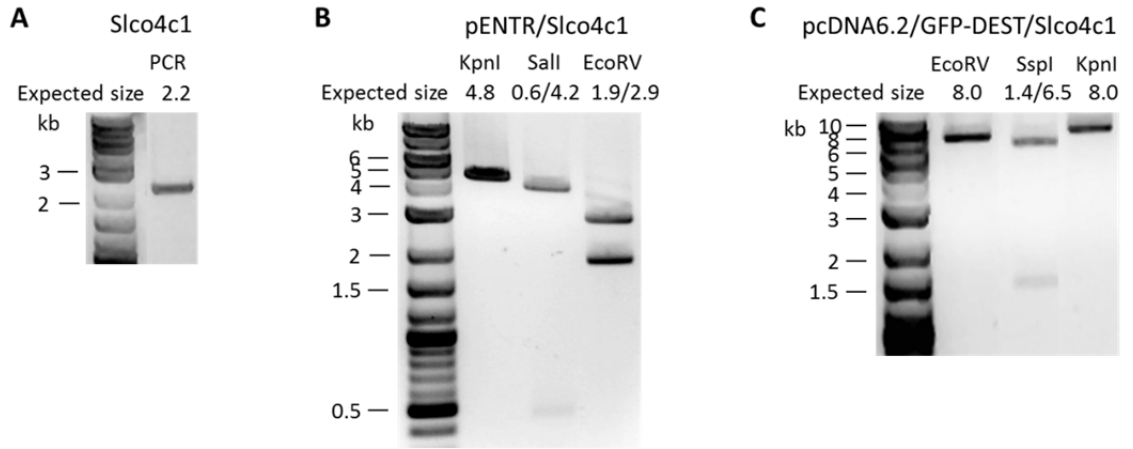 A
Slco4c1
PCR
Expected size 2.2
kb
3
2
B
pENTR/Slco4c1
KpnI SalI EcoRV
Expected size 4.8 0.6/4.2 1.9/2.9
kb
6
5
4
3
2
1.5
0.5
C
pcDNA6.2/GFP-DEST/Slco4c1
EcoRV SspI KpnI
Expected size 8.0 1.4/6.5 8.0
kb
10
8
6
5
4
3
2
1.5